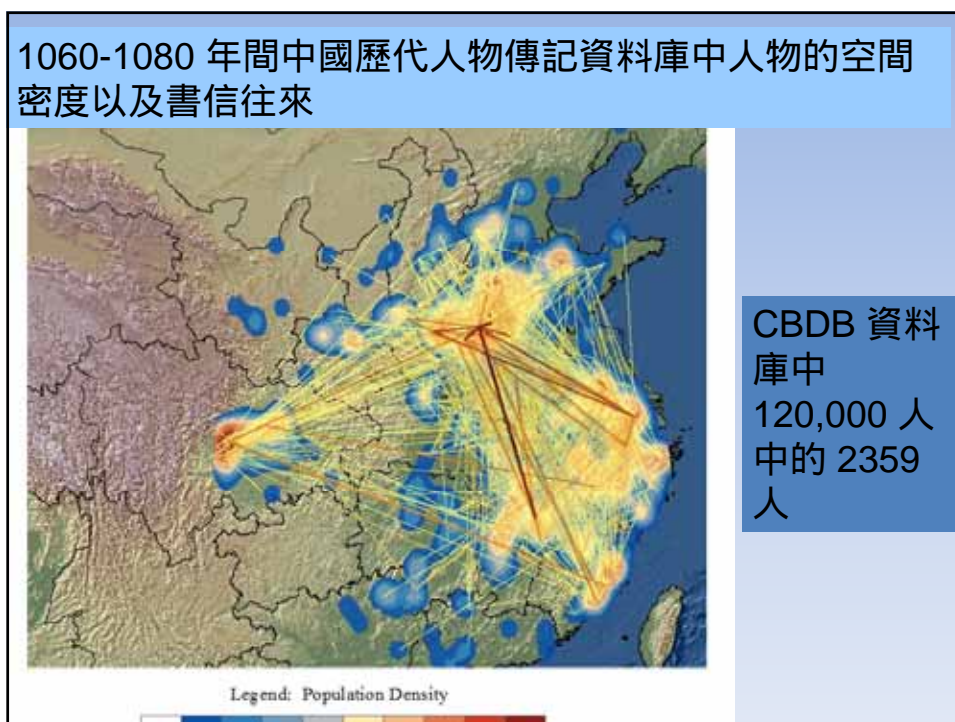 1060-1080 年間中國歷代人物傳記資料庫中人物的空間
密度以及書信往來
CBDB 資料
庫中
120,000 人
中的 2359
人
Legend: Population Density